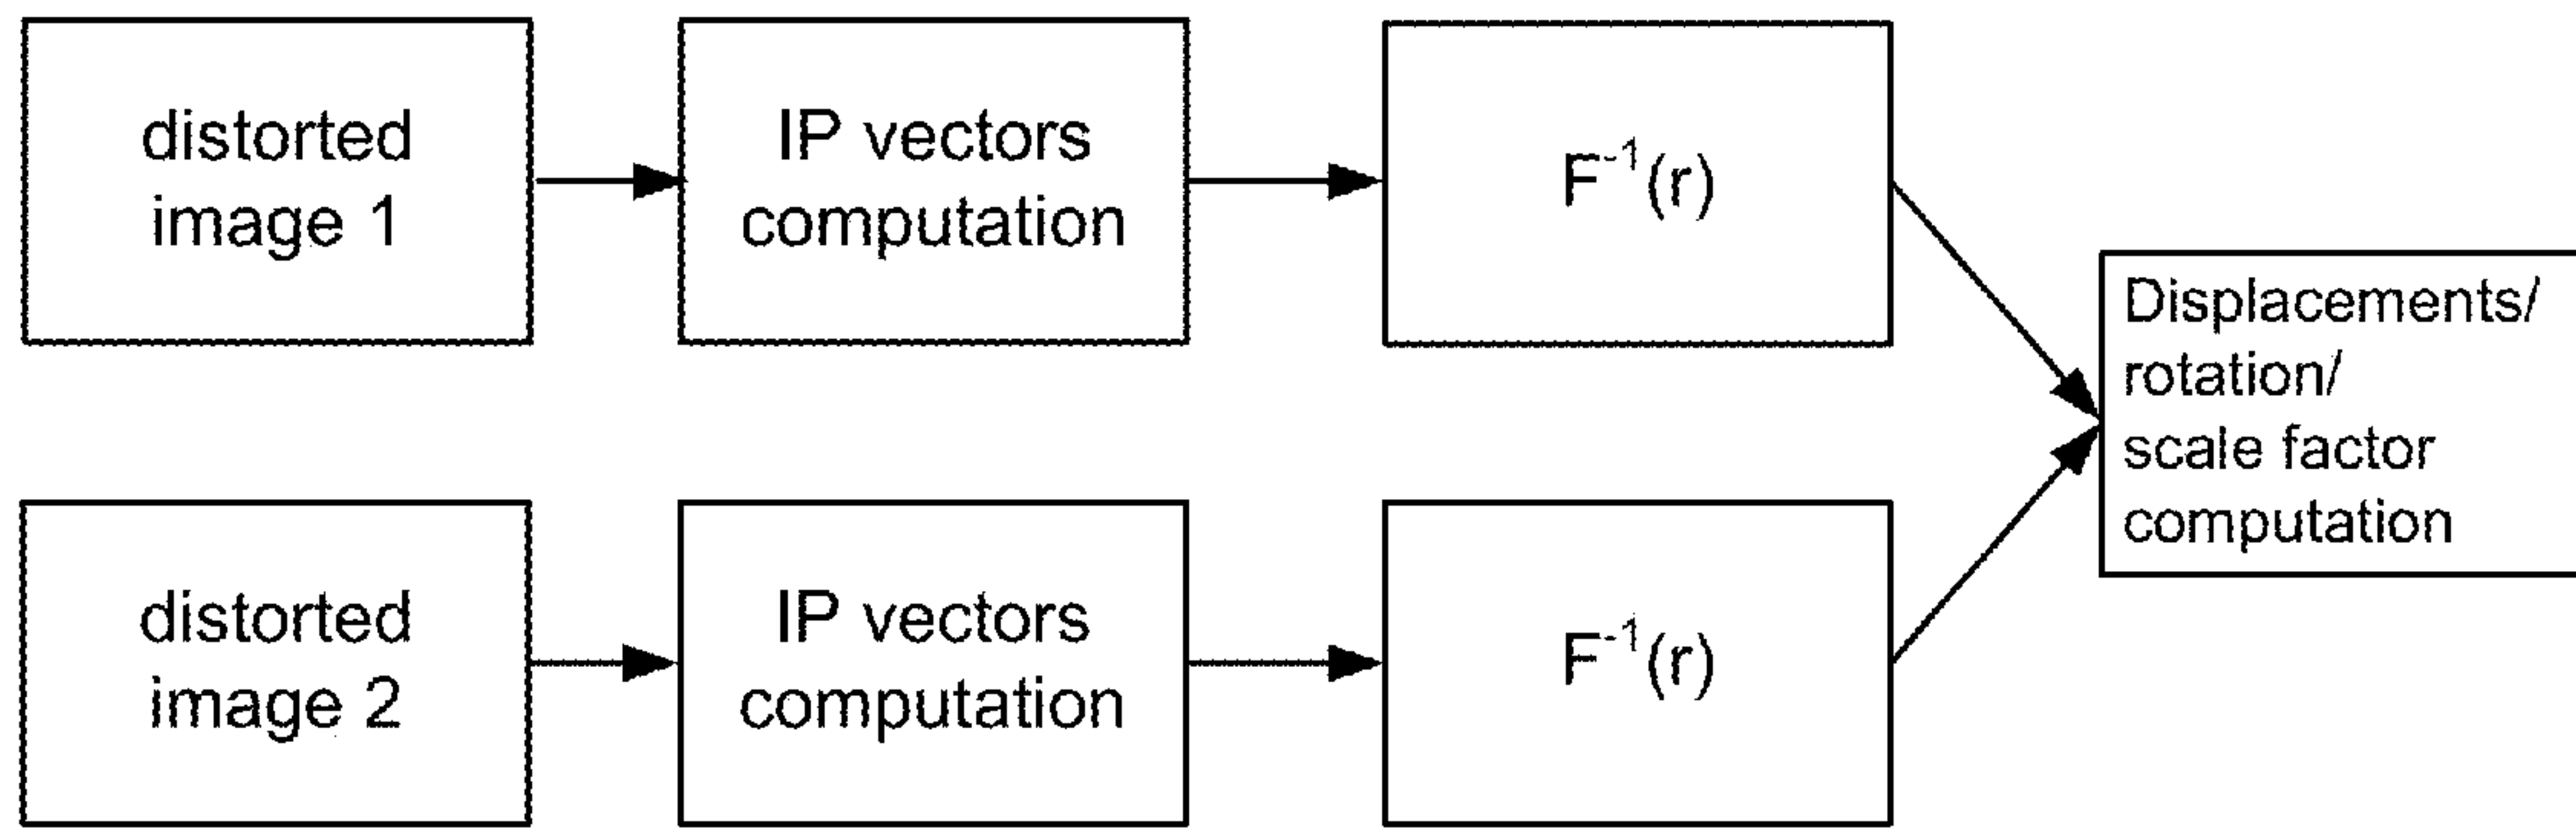 distorted
image 1
IP vectors
computation
F⁻¹(r)
Displacements/
rotation/
scale factor
computation
distorted
image 2
IP vectors
computation
F⁻¹(r)